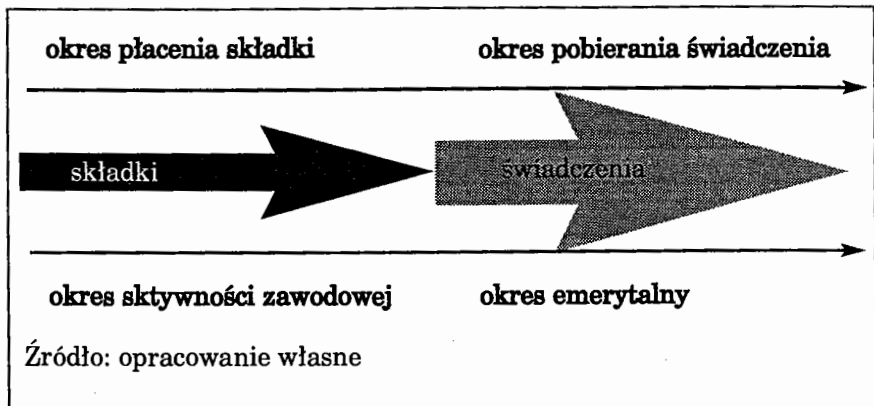 okres płacenia składki okres pobierania świadczenia
składki świadczenia
okres sktywności zawodowej okres emerytalny
Źródło: opracowanie własne